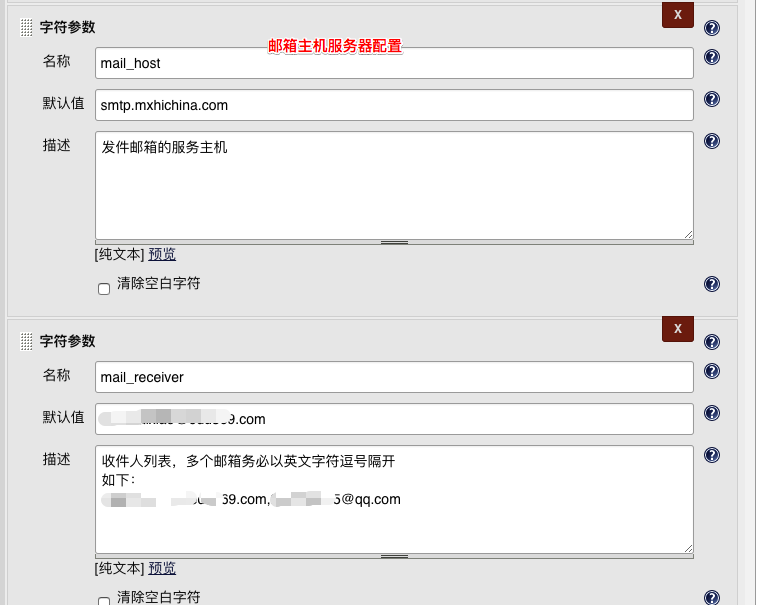 X
字符参数
邮箱主机服务器配置
名称
mail_host
默认值
smtp.mxhichina.com
描述
发件邮箱的服务主机
[纯文本] 预览
清除空白字符
X
字符参数
名称
mail_receiver
默认值
9.com
描述
收件人列表，多个邮箱务必以英文字符逗号隔开
如下：
69.com, 5@qq.com
[纯文本] 预览
清除空白字符